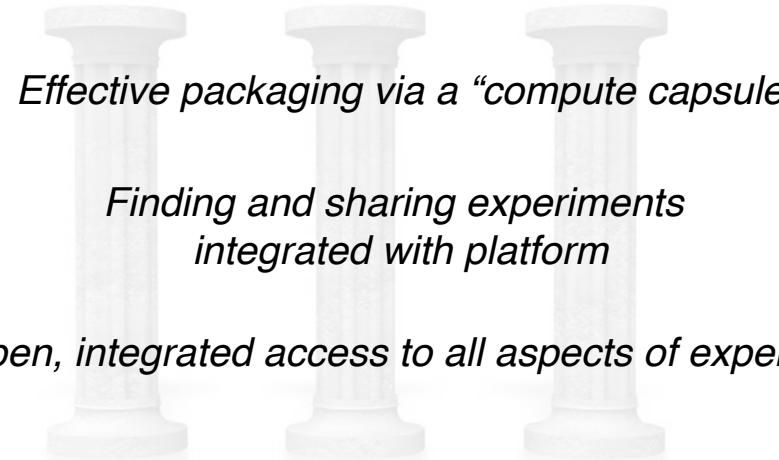 Effective packaging via a “compute capsule
Finding and sharing experiments
integrated with platform
pen, integrated access to all aspects of exper